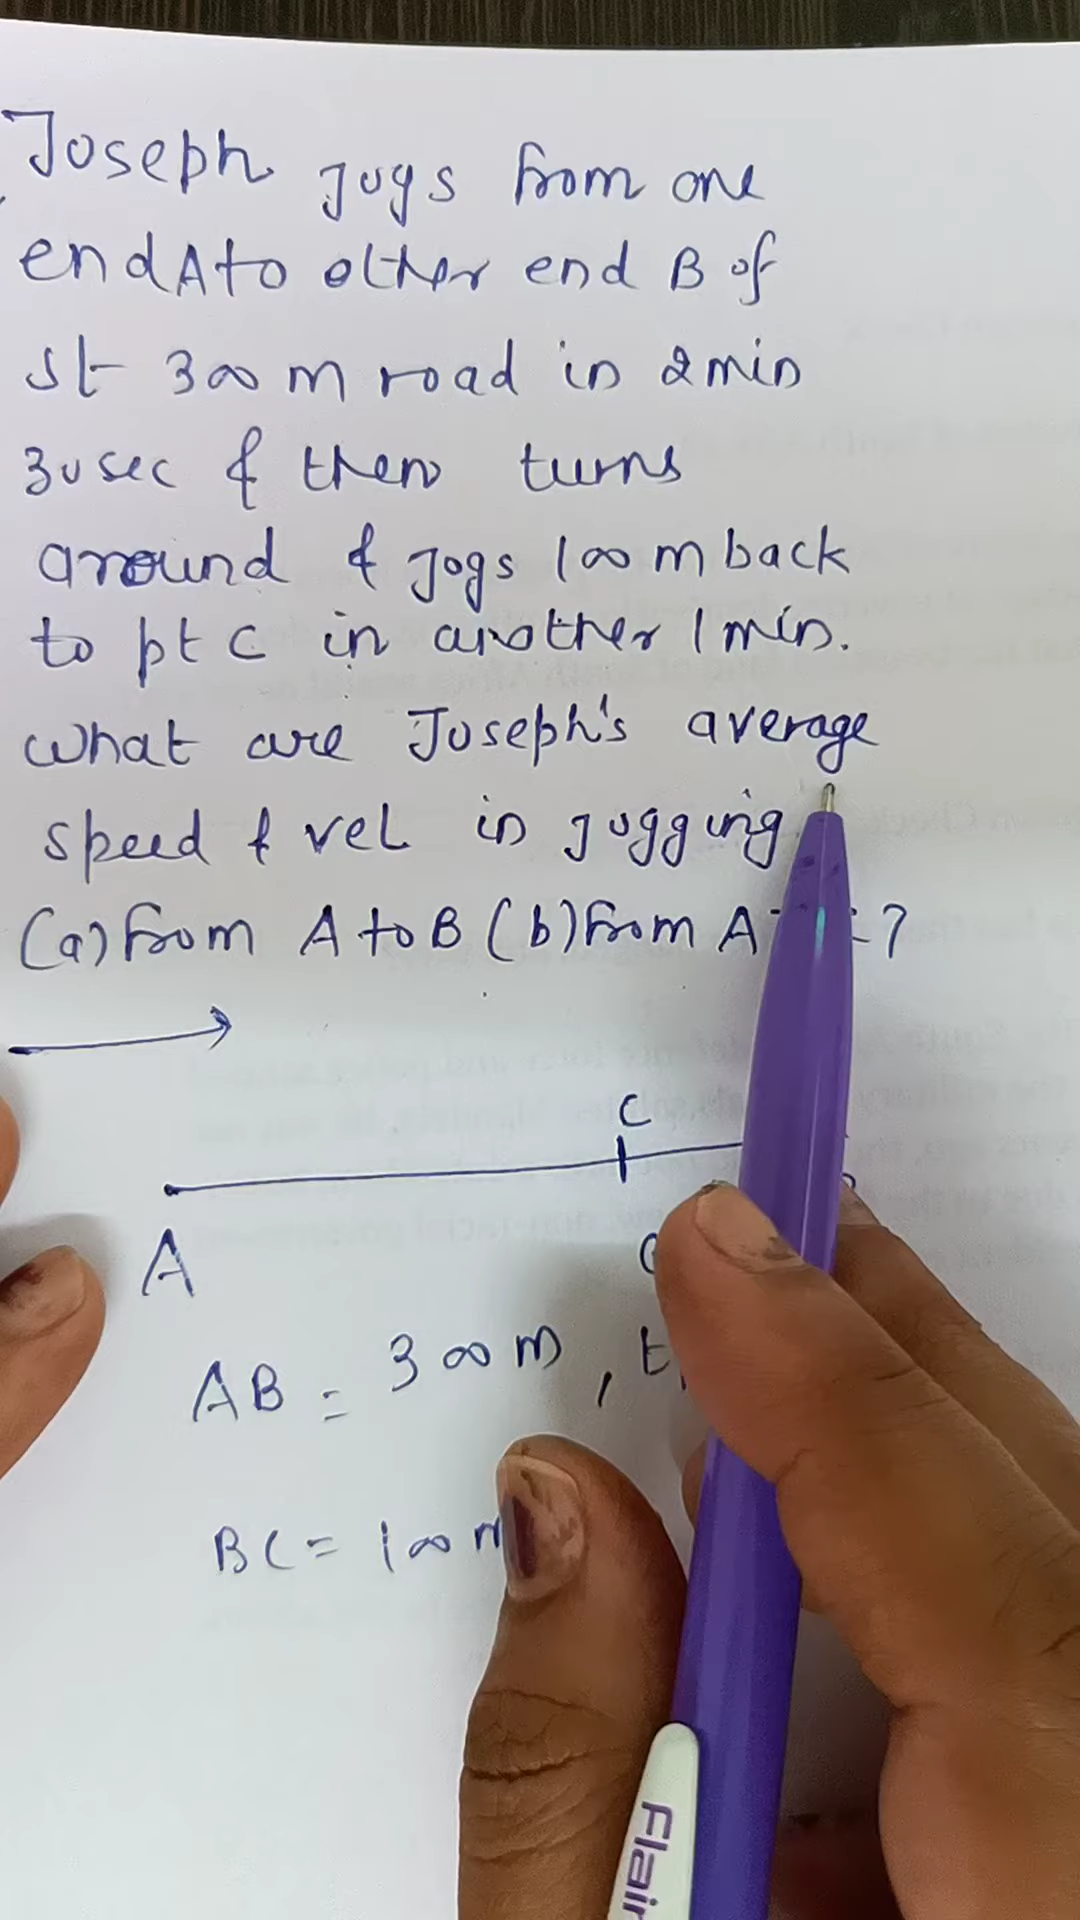 Joseph jogs from one
end A to other end B of
st 300 m road in 2 min
30 sec & then turns
around & jogs 100 m back
to pt C in another 1 min.
What are Joseph's average
speed & vel in jogging
(a) from A to B (b) from A ?
C
A
AB = 300 m, t
BC = 100 m
Flair